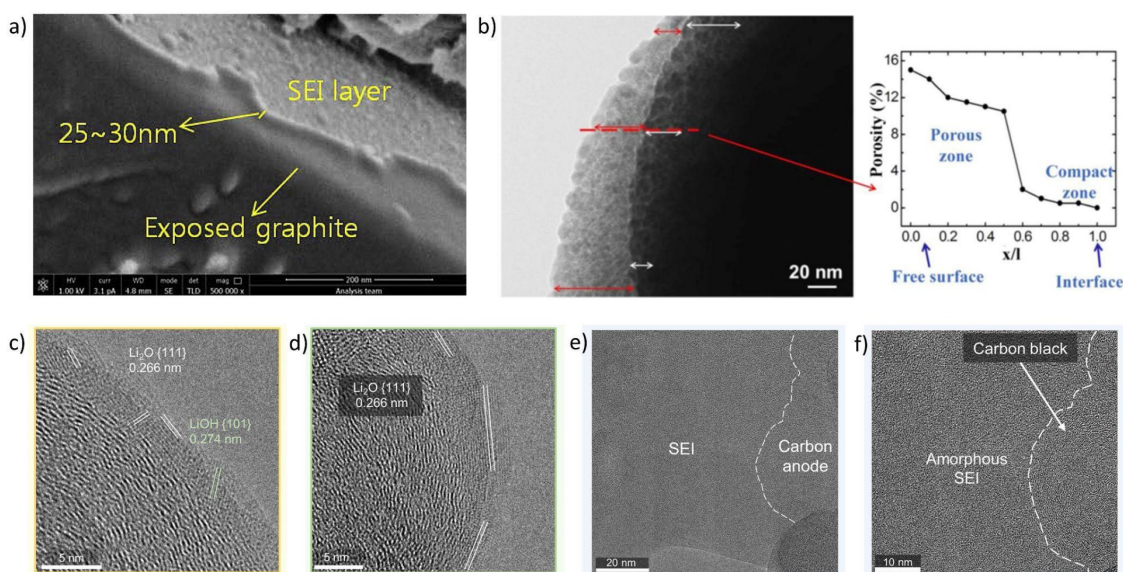 a)
SEI layer
25~30nm
Exposed graphite
HV curr WD mode det mag □ 200 nm
1.00 kV 3.1 pA 4.8 mm SE TLD 500 000 x Analysis team
b)
20 nm
Porosity (%)
16
12
8
4
0
Porous
zone
Compact
zone
0.0 0.2 0.4 0.6 0.8 1.0
x/l
Free surface
Interface
c)
Li₂O {111}
0.266 nm
LiOH {101}
0.274 nm
5 nm
d)
Li₂O (111)
0.266 nm
5 nm
e)
SEI
Carbon
anode
20 nm
f)
Carbon black
Amorphous
SEI
10 nm